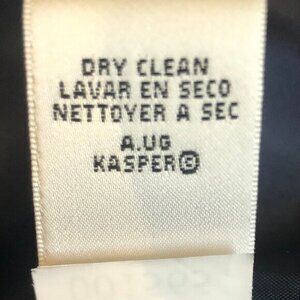 DRY CLEAN
LAVAR EN SECO
NETTOYER A SEC
A.UG
KASPER©